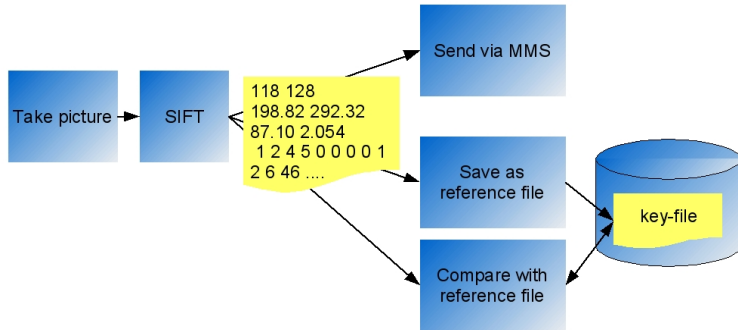 Take picture
SIFT
118 128
198.82 292.32
87.10 2.054
1 2 4 5 0 0 0 0 1
2 6 46 ....
Send via MMS
Save as
reference file
Compare with
reference file
key-file